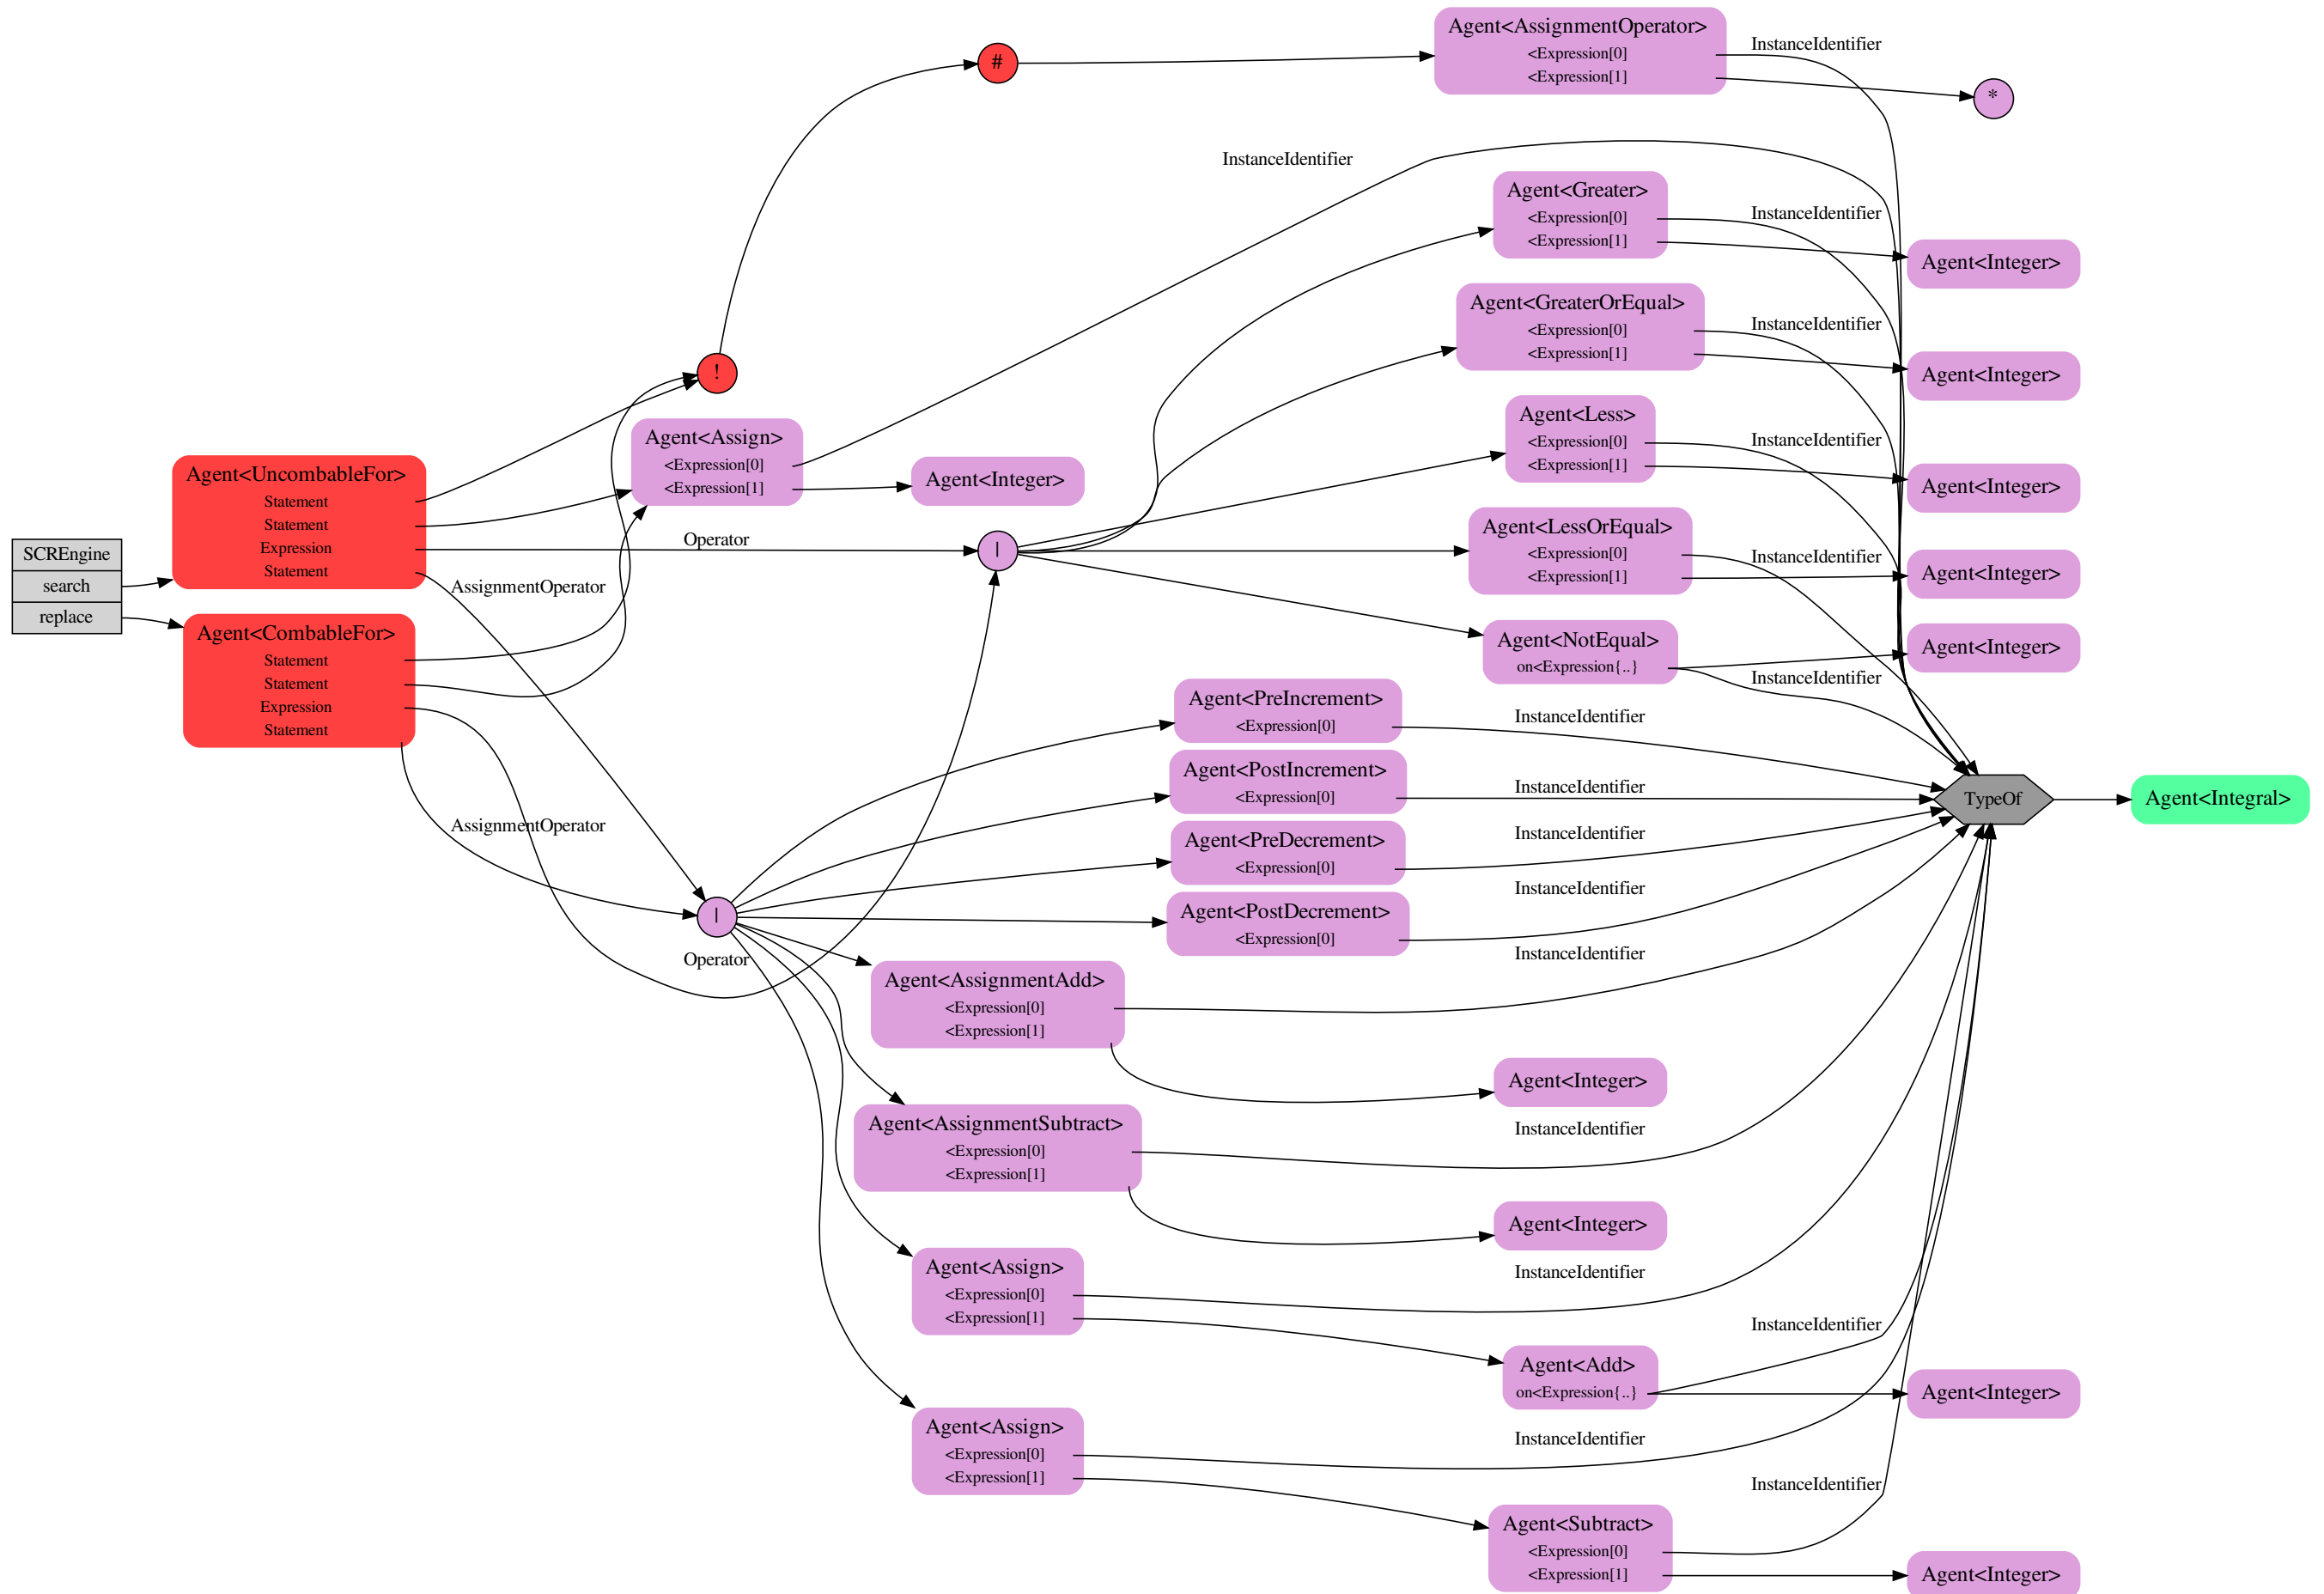 SCREngine
search
replace
Agent<UncombableFor>
Statement
Statement
Expression
Statement
Agent<CombableFor>
Statement
Statement
Expression
Statement
AssignmentOperator
AssignmentOperator
!
#
Agent<Assign>
<Expression[0]
<Expression[1]
Agent<Integer>
Operator
|
Operator
|
Agent<AssignmentOperator>
<Expression[0]
<Expression[1]
InstanceIdentifier
*
InstanceIdentifier
Agent<Greater>
<Expression[0]
<Expression[1]
InstanceIdentifier
Agent<Integer>
Agent<GreaterOrEqual>
<Expression[0]
<Expression[1]
InstanceIdentifier
Agent<Integer>
Agent<Less>
<Expression[0]
<Expression[1]
InstanceIdentifier
Agent<Integer>
Agent<LessOrEqual>
<Expression[0]
<Expression[1]
InstanceIdentifier
Agent<Integer>
Agent<NotEqual>
on<Expression{..}
InstanceIdentifier
Agent<Integer>
Agent<PreIncrement>
<Expression[0]
InstanceIdentifier
Agent<PostIncrement>
<Expression[0]
InstanceIdentifier
TypeOf
Agent<Integral>
Agent<PreDecrement>
<Expression[0]
InstanceIdentifier
Agent<PostDecrement>
<Expression[0]
InstanceIdentifier
Agent<AssignmentAdd>
<Expression[0]
<Expression[1]
InstanceIdentifier
Agent<Integer>
Agent<AssignmentSubtract>
<Expression[0]
<Expression[1]
InstanceIdentifier
Agent<Integer>
Agent<Assign>
<Expression[0]
<Expression[1]
InstanceIdentifier
Agent<Add>
on<Expression{..}
InstanceIdentifier
Agent<Integer>
Agent<Assign>
<Expression[0]
<Expression[1]
InstanceIdentifier
Agent<Subtract>
<Expression[0]
<Expression[1]
InstanceIdentifier
Agent<Integer>